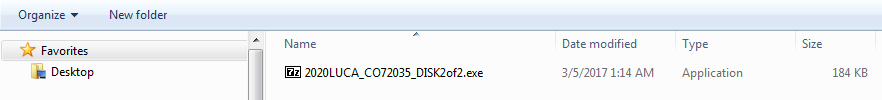 Organize New folder
Favorites Name Date modified Type Size
Desktop 2020LUCA_CO72035_DISK2of2.exe 3/5/2017 1:14 AM Application 184 KB